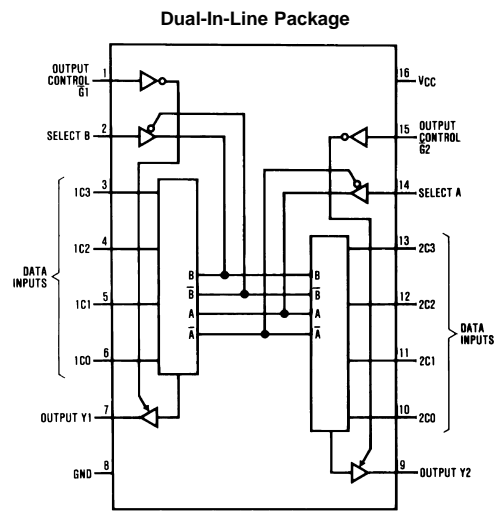 Dual-In-Line Package
OUTPUT
CONTROL
G̅1
1
16
VCC
SELECT B
2
15
OUTPUT
CONTROL
G̅2
14
SELECT A
1C3
3
13
2C3
1C2
4
12
2C2
DATA
INPUTS
1C1
5
11
2C1
DATA
INPUTS
1C0
6
10
2C0
B
B̅
A
A̅
B
B̅
A
A̅
OUTPUT Y1
7
9
OUTPUT Y2
GND
8